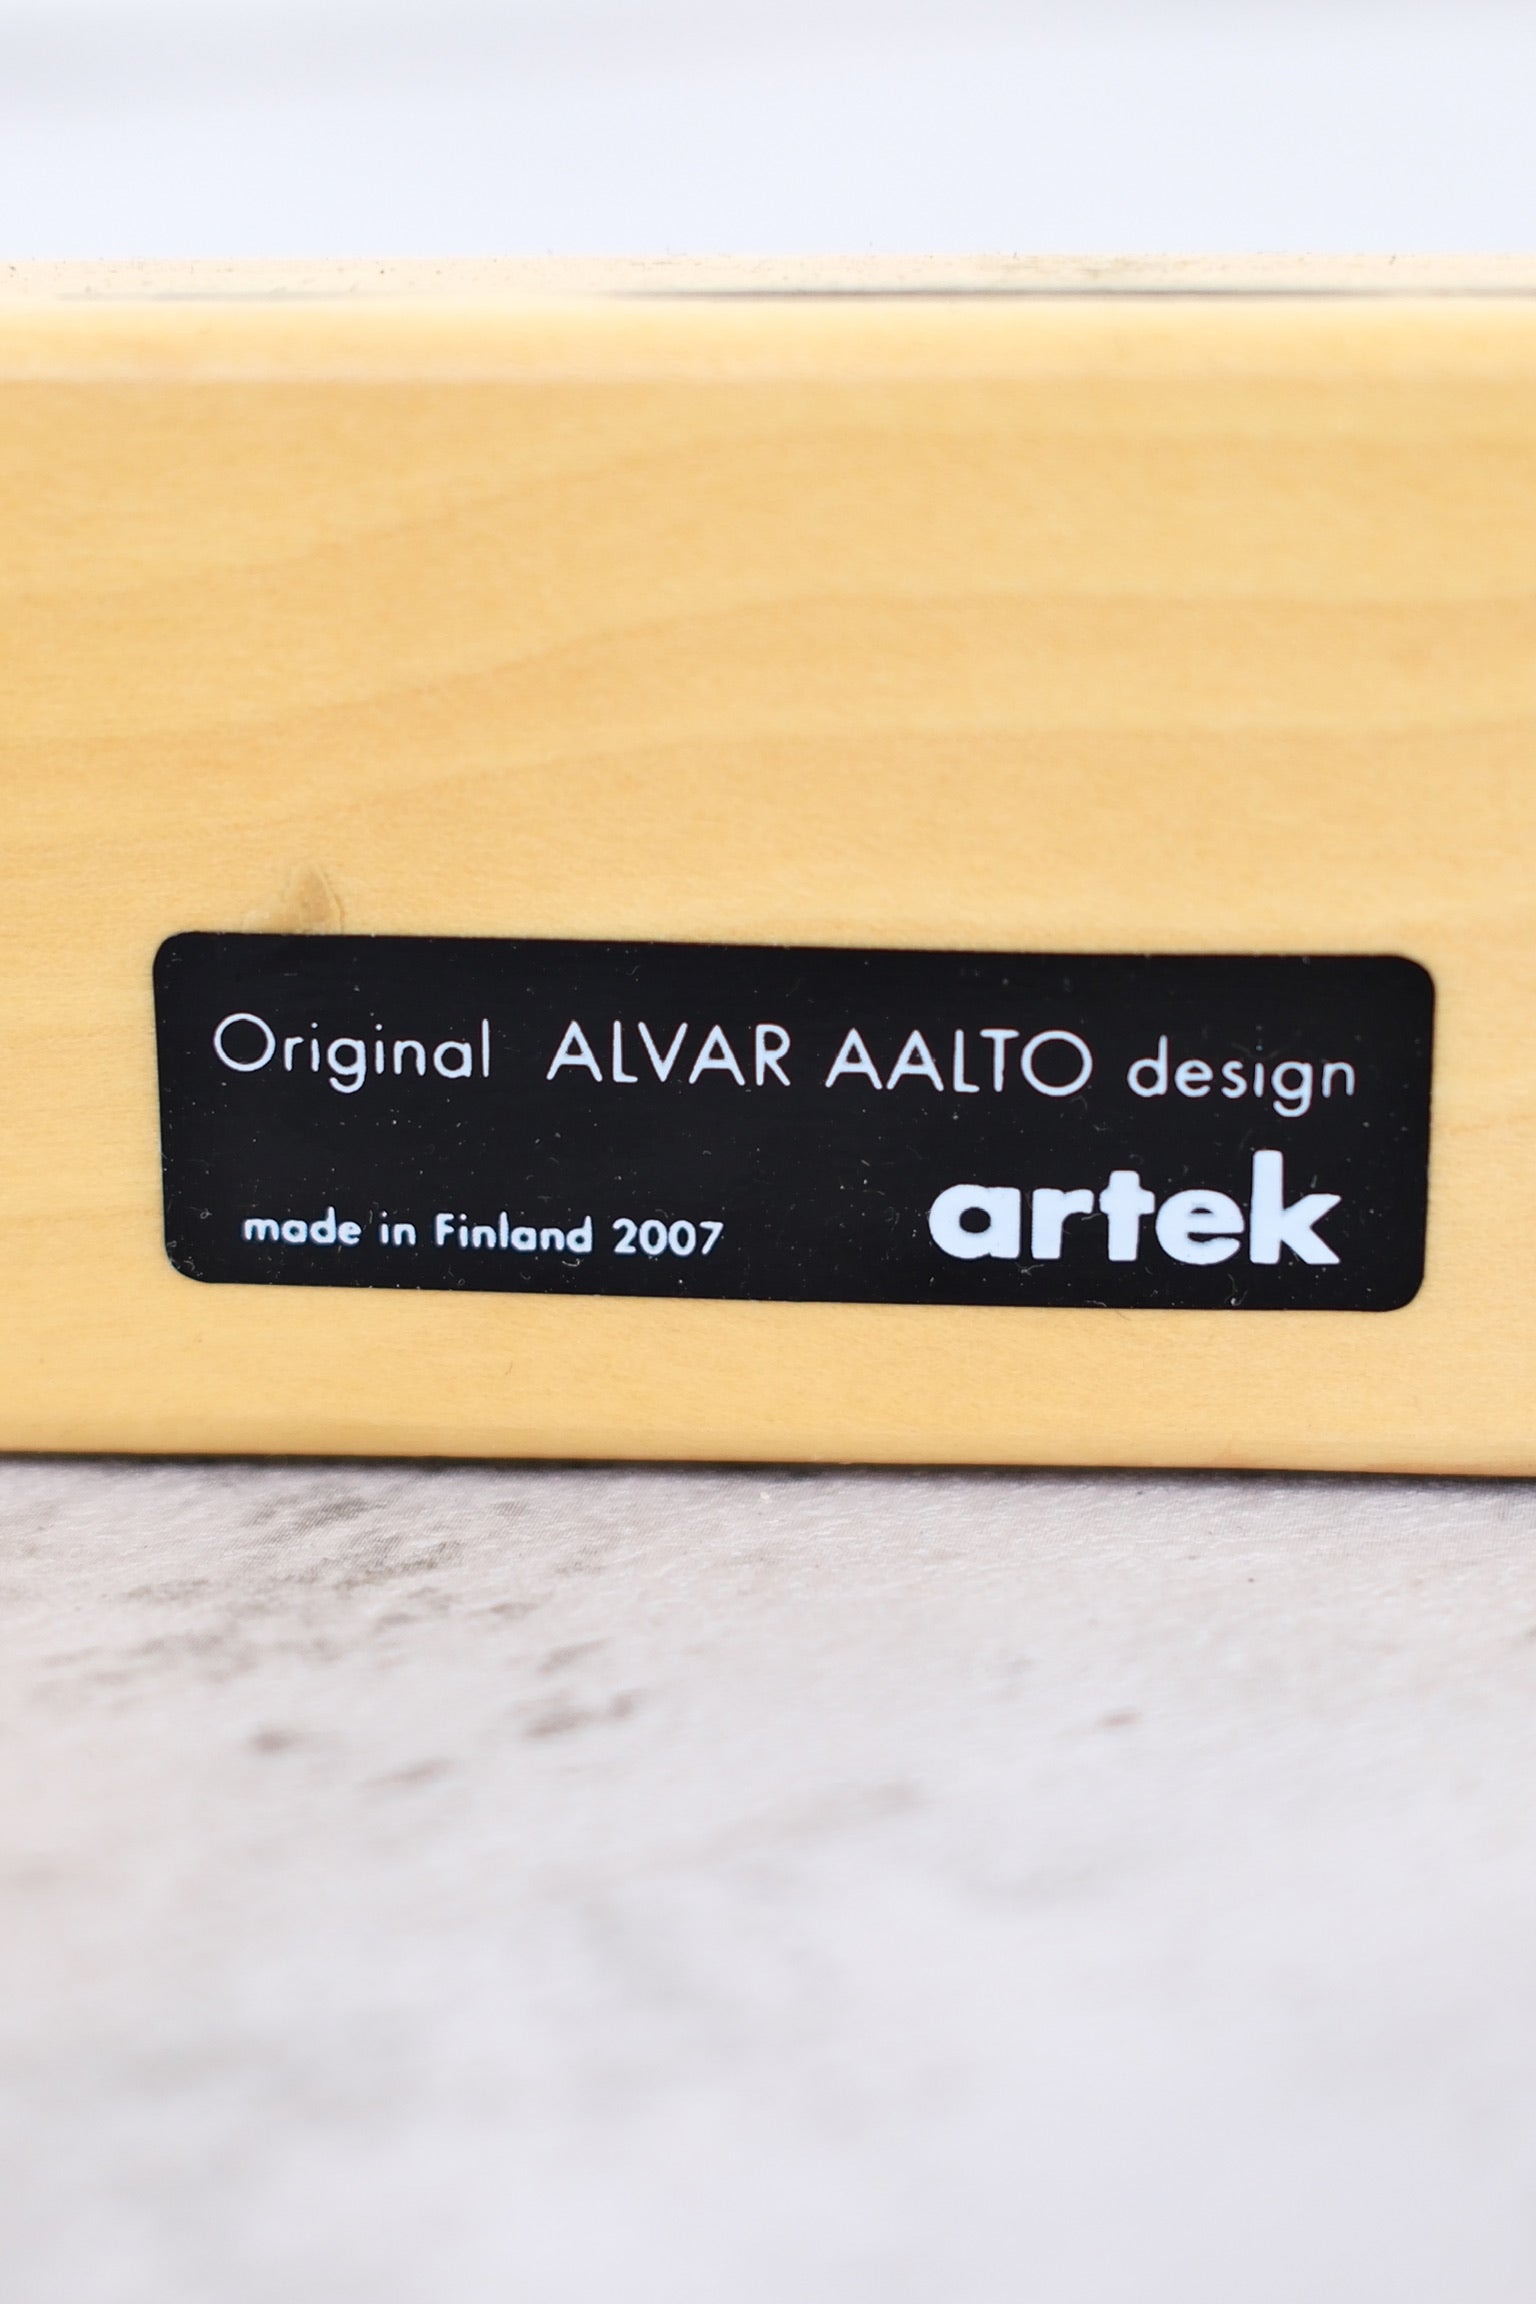 Original ALVAR AALTO design
artek
made in Finland 2007